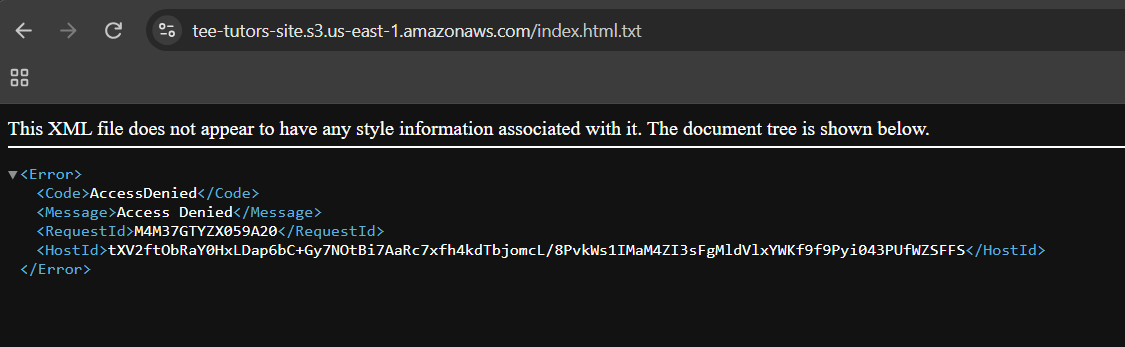 tee-tutors-site.s3.us-east-1.amazonaws.com/index.html.txt
This XML file does not appear to have any style information associated with it. The document tree is shown below.
▼<Error>
<Code>AccessDenied</Code>
<Message>Access Denied</Message>
<RequestId>M4M37GTYZX059A20</RequestId>
<HostId>tXV2ftObRaY0HxLDap6bC+Gy7NOtBi7AaRc7xfh4kdTbjomcL/8PvkWs1IMaM4ZI3sFgMldVlxYWKf9f9Pyi043PUfWZSFFS</HostId>
</Error>